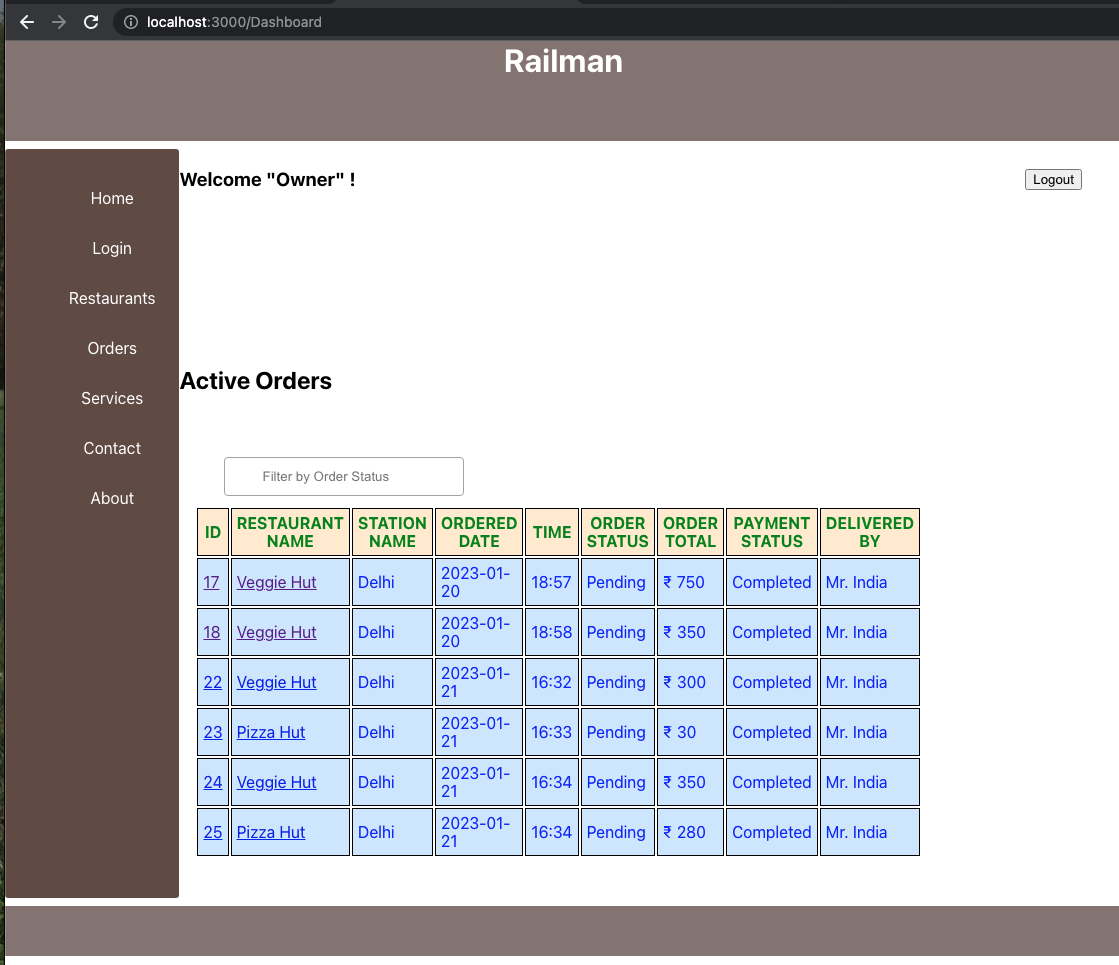 localhost:3000/Dashboard
Railman
Welcome "Owner" !
Logout
Home
Login
Restaurants
Orders
Services
Contact
About
Active Orders
Filter by Order Status
ID RESTAURANT NAME STATION NAME ORDERED DATE TIME ORDER STATUS ORDER TOTAL PAYMENT STATUS DELIVERED BY
17 Veggie Hut Delhi 2023-01-20 18:57 Pending ₹ 750 Completed Mr. India
18 Veggie Hut Delhi 2023-01-20 18:58 Pending ₹ 350 Completed Mr. India
22 Veggie Hut Delhi 2023-01-21 16:32 Pending ₹ 300 Completed Mr. India
23 Pizza Hut Delhi 2023-01-21 16:33 Pending ₹ 30 Completed Mr. India
24 Veggie Hut Delhi 2023-01-21 16:34 Pending ₹ 350 Completed Mr. India
25 Pizza Hut Delhi 2023-01-21 16:34 Pending ₹ 280 Completed Mr. India